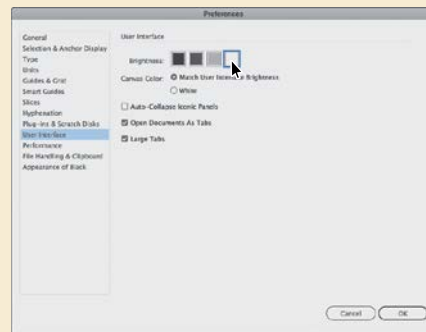 Preferences
General
Selection & Anchor Display
Type
Units
Guides & Grid
Smart Guides
Slices
Hyphenation
Plug-ins & Scratch Disks
User Interface
Performance
File Handling & Clipboard
Appearance of Black
User Interface
Brightness:
Canvas Color: Match User Interface Brightness
White
Auto-Collapse Iconic Panels
Open Documents As Tabs
Large Tabs
Cancel OK